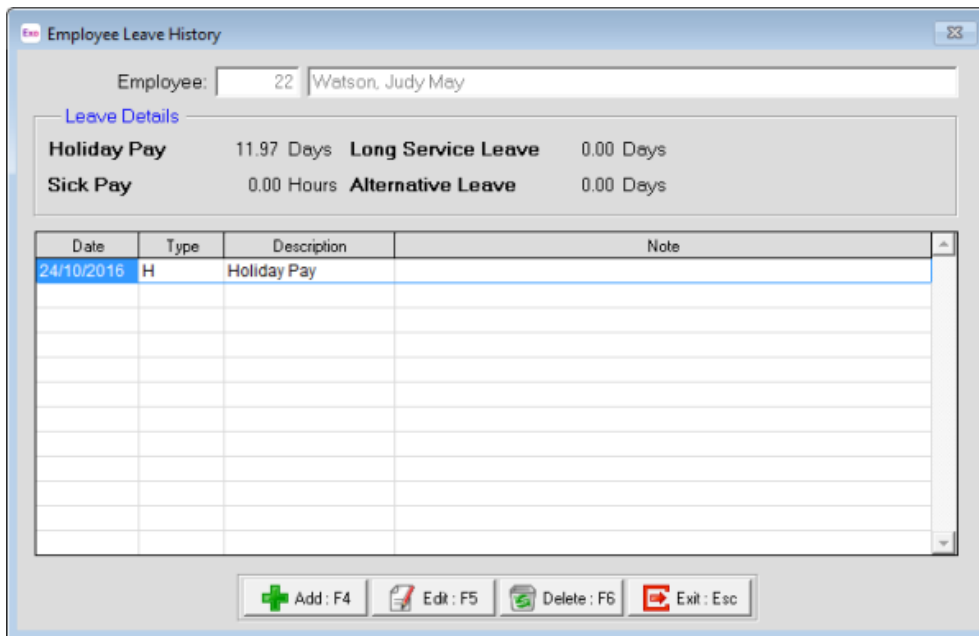 Exo Employee Leave History
Employee: 22 Watson, Judy May
Leave Details
Holiday Pay 11.97 Days Long Service Leave 0.00 Days
Sick Pay 0.00 Hours Alternative Leave 0.00 Days
Date Type Description Note
24/10/2016 H Holiday Pay
Add : F4 Edit : F5 Delete : F6 Exit : Esc